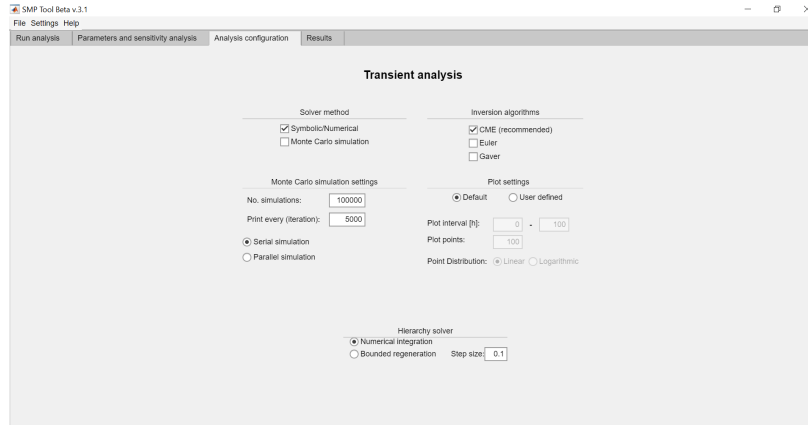 SMP Tool Beta v.3.1
File Settings Help
Run analysis Parameters and sensitivity analysis Analysis configuration Results
Transient analysis
Solver method
Symbolic/Numerical
Monte Carlo simulation
Inversion algorithms
CME (recommended)
Euler
Gaver
Monte Carlo simulation settings
No. simulations: 100000
Print every (iteration): 5000
Serial simulation
Parallel simulation
Plot settings
Default User defined
Plot interval [h]: 0 - 100
Plot points: 100
Point Distribution: Linear Logarithmic
Hierarchy solver
Numerical integration
Bounded regeneration Step size: 0.1